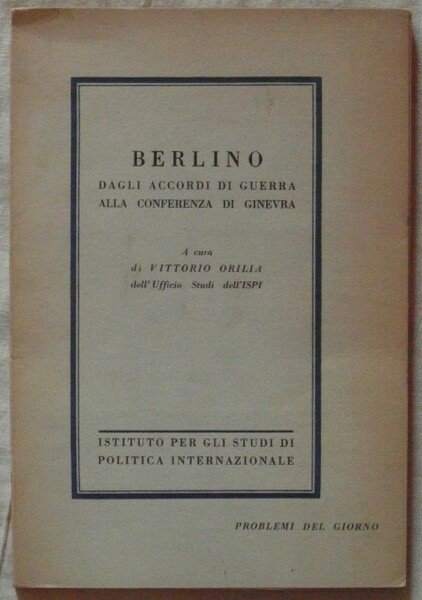 BERLINO
DAGLI ACCORDI DI GUERRA
ALLA CONFERENZA DI GINEVRA
A cura
di VITTORIO ORILIA
dell'Ufficio Studi dell'ISPI
ISTITUTO PER GLI STUDI DI
POLITICA INTERNAZIONALE
PROBLEMI DEL GIORNO